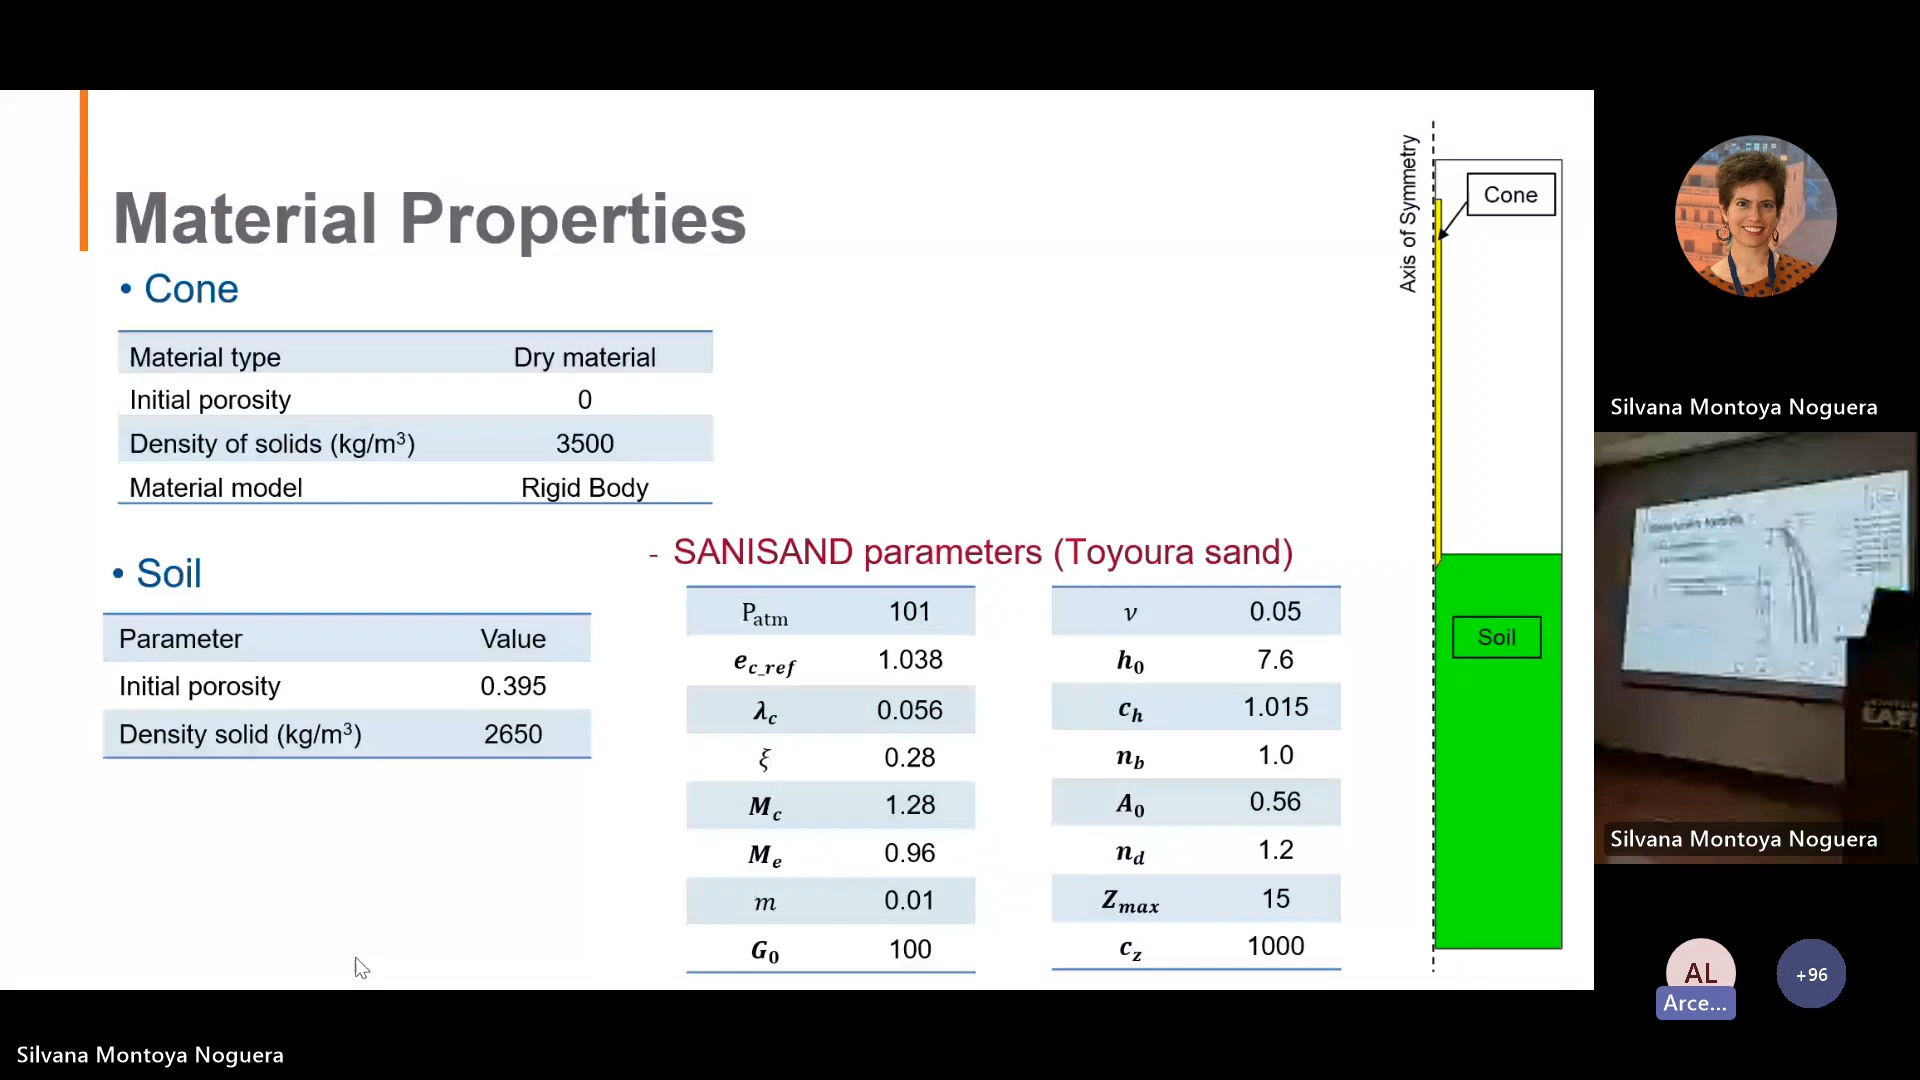 Material Properties
• Cone
Material type Dry material
Initial porosity 0
Density of solids (kg/m³) 3500
Material model Rigid Body
• Soil
Parameter Value
Initial porosity 0.395
Density solid (kg/m³) 2650
- SANISAND parameters (Toyoura sand)
P_atm 101
e_c_ref 1.038
λ_c 0.056
ξ 0.28
M_c 1.28
M_e 0.96
m 0.01
G_0 100
ν 0.05
h_0 7.6
c_h 1.015
n_b 1.0
A_0 0.56
n_d 1.2
Z_max 15
c_z 1000
Axis of Symmetry
Cone
Soil
Silvana Montoya Noguera
Silvana Montoya Noguera
AL
+96
Arce...
Silvana Montoya Noguera